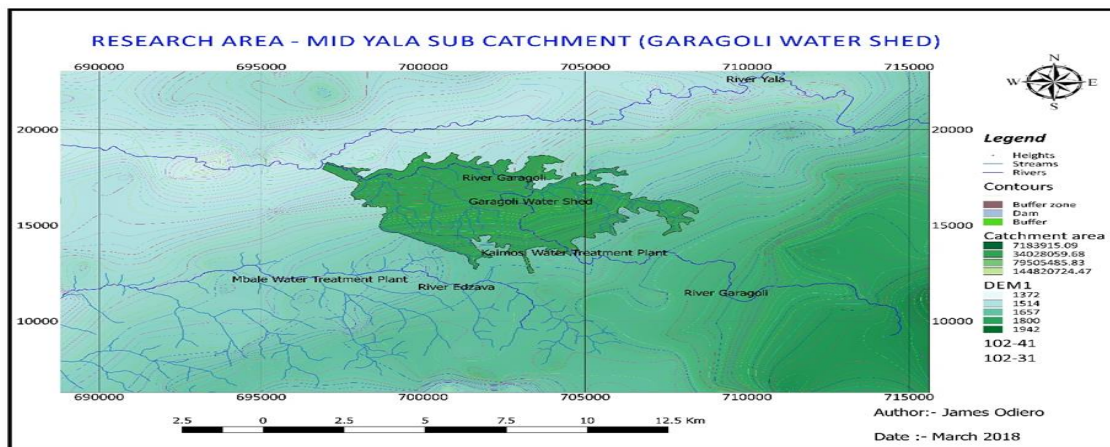 RESEARCH AREA - MID YALA SUB CATCHMENT (GARAGOLI WATER SHED)
690000 695000 700000 705000 710000 715000
N
W E
S
River Yala
20000 20000
Legend
Heights
Streams
Rivers
Contours
Buffer zone
Dam
Buffer
Catchment area
7183915.09
34028059.68
79505485.83
144820724.47
DEM1
1372
1514
1657
1800
1942
102-41
102-31
River Garagoli
Garagoli Water Shed
15000 15000
Kaimosi Water Treatment Plant
Mbale Water Treatment Plant
River Edzava
River Garagoli
10000 10000
690000 695000 700000 705000 710000 715000
2.5 0 2.5 5 7.5 10 12.5 Km
Author:- James Odiero
Date :- March 2018